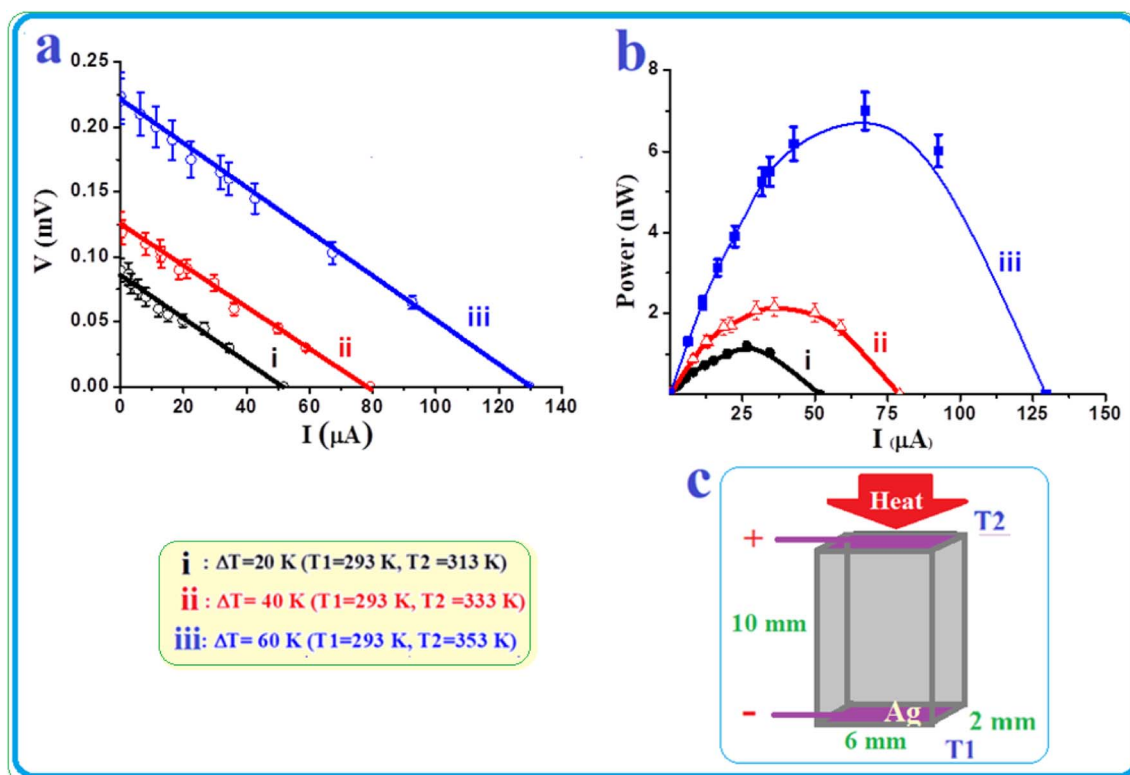 a
0.25
0.20
0.15
0.10
0.05
0.00
V (mV)
0 20 40 60 80 100 120 140
I (μA)
i
ii
iii
b
8
6
4
2
Power (nW)
25 50 75 100 125 150
I (μA)
i
ii
iii
i : ΔT=20 K (T1=293 K, T2 =313 K)
ii : ΔT= 40 K (T1=293 K, T2 =333 K)
iii: ΔT= 60 K (T1=293 K, T2=353 K)
c
Heat
T2
+
10 mm
-
Ag
2 mm
6 mm
T1